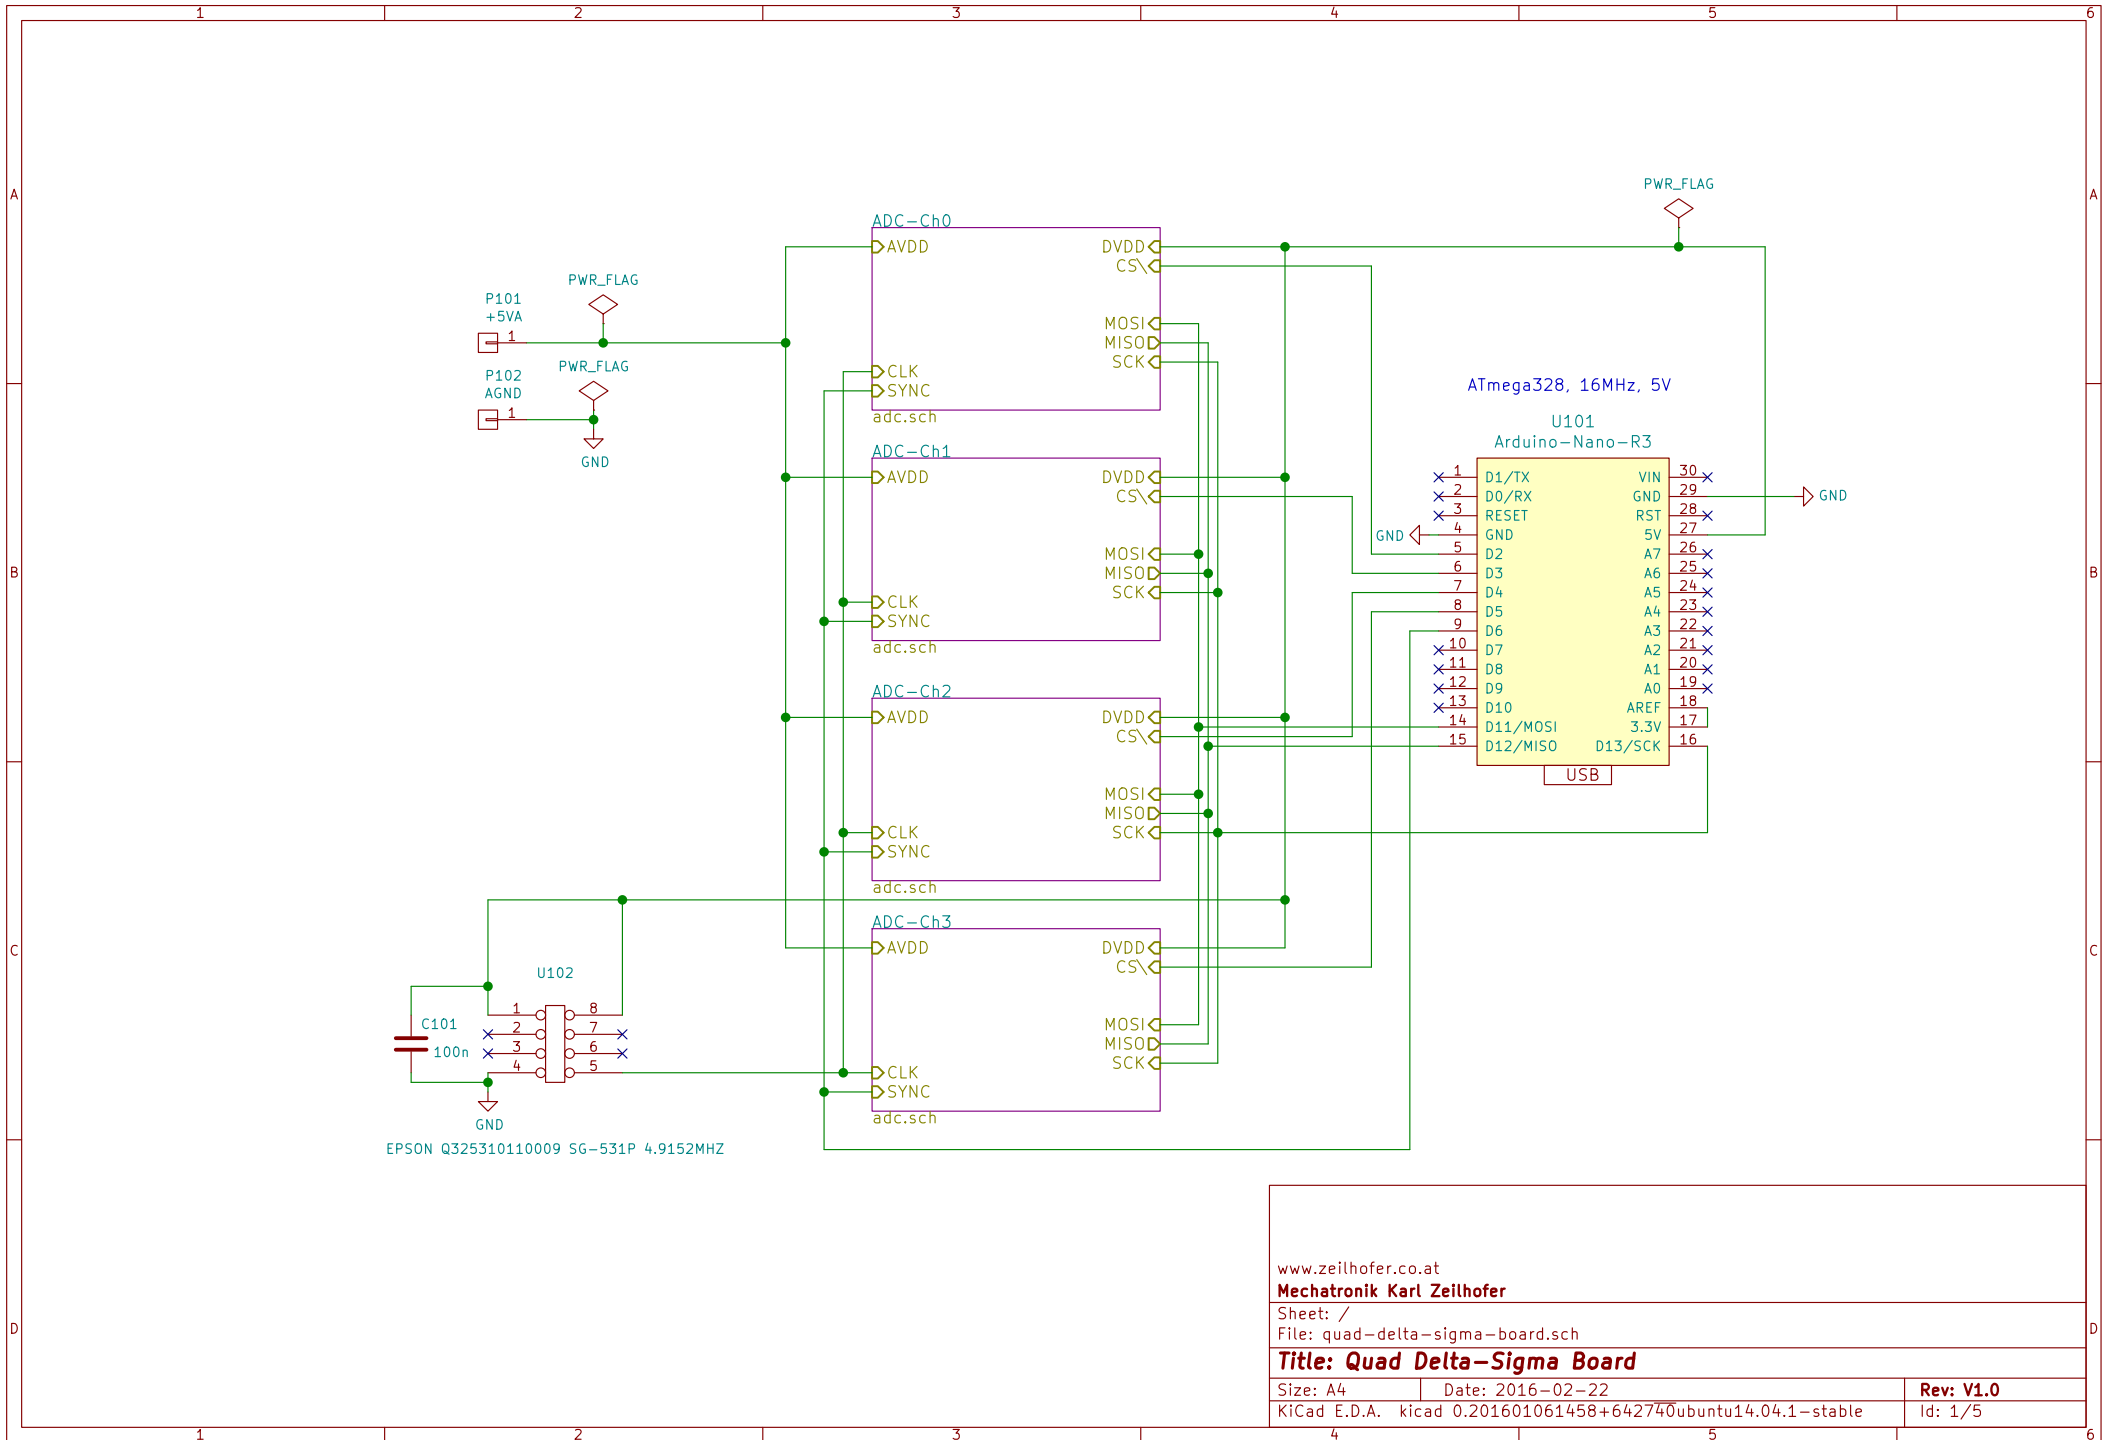 1 2 3 4 5 6
A A
B B
C C
D D
1 2 3 4 5 6
P101
+5VA
1
PWR_FLAG
P102
AGND
1
PWR_FLAG
GND
ADC-Ch0
AVDD
DVDD
CS\
MOSI
MISO
SCK
CLK
SYNC
adc.sch
ADC-Ch1
AVDD
DVDD
CS\
MOSI
MISO
SCK
CLK
SYNC
adc.sch
ADC-Ch2
AVDD
DVDD
CS\
MOSI
MISO
SCK
CLK
SYNC
adc.sch
ADC-Ch3
AVDD
DVDD
CS\
MOSI
MISO
SCK
CLK
SYNC
adc.sch
PWR_FLAG
ATmega328, 16MHz, 5V
U101
Arduino-Nano-R3
1 D1/TX VIN 30
2 D0/RX GND 29 GND
3 RESET RST 28
GND 4 GND 5V 27
5 D2 A7 26
6 D3 A6 25
7 D4 A5 24
8 D5 A4 23
9 D6 A3 22
10 D7 A2 21
11 D8 A1 20
12 D9 A0 19
13 D10 AREF 18
14 D11/MOSI 3.3V 17
15 D12/MISO D13/SCK 16
USB
U102
C101
100n
1 8
2 7
3 6
4 5
GND
EPSON Q325310110009 SG-531P 4.9152MHZ
www.zeilhofer.co.at
Mechatronik Karl Zeilhofer
Sheet: /
File: quad-delta-sigma-board.sch
Title: Quad Delta-Sigma Board
Size: A4 Date: 2016-02-22 Rev: V1.0
KiCad E.D.A. kicad 0.201601061458+642740ubuntu14.04.1-stable Id: 1/5